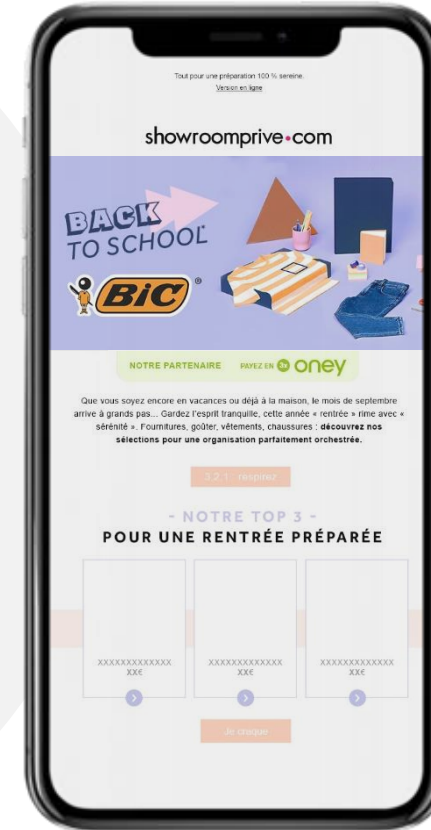 Tout pour une préparation 100 % sereine.
Version en ligne
showroomprive•com
BACK
TO SCHOOL
BiC®
NOTRE PARTENAIRE PAYEZ EN 3x oney
Que vous soyez encore en vacances ou déjà à la maison, le mois de septembre
arrive à grands pas... Gardez l'esprit tranquille, cette année « rentrée » rime avec «
sérénité ». Fournitures, goûter, vêtements, chaussures : découvrez nos
sélections pour une organisation parfaitement orchestrée.
3,2,1... respirez
- NOTRE TOP 3 -
POUR UNE RENTRÉE PRÉPARÉE
XXXXXXXXXXXXX XXXXXXXXXXXXX XXXXXXXXXXXXX
XX€ XX€ XX€
Je craque